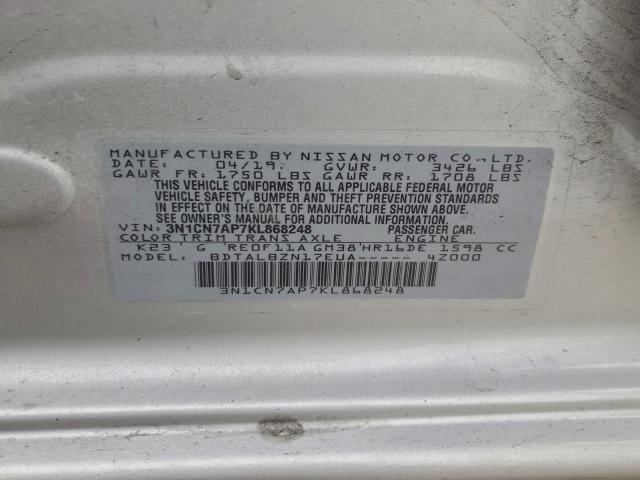 MANUFACTURED BY NISSAN MOTOR CO., LTD.
DATE: 04/19. GVWR: 3426 LBS
GAWR FR: 1750 LBS GAWR RR: 1708 LBS
THIS VEHICLE CONFORMS TO ALL APPLICABLE FEDERAL MOTOR
VEHICLE SAFETY, BUMPER AND THEFT PREVENTION STANDARDS
IN EFFECT ON THE DATE OF MANUFACTURE SHOWN ABOVE.
SEE OWNER'S MANUAL FOR ADDITIONAL INFORMATION.
VIN: 3N1CN7AP7KL868248 PASSENGER CAR.
COLOR TRIM TRANS AXLE ENGINE
K23 G RE0F11A GM38 HR16DE 1598 CC
MODEL: BDTALBZN17EUA----- 4Z000
3N1CN7AP7KL868248